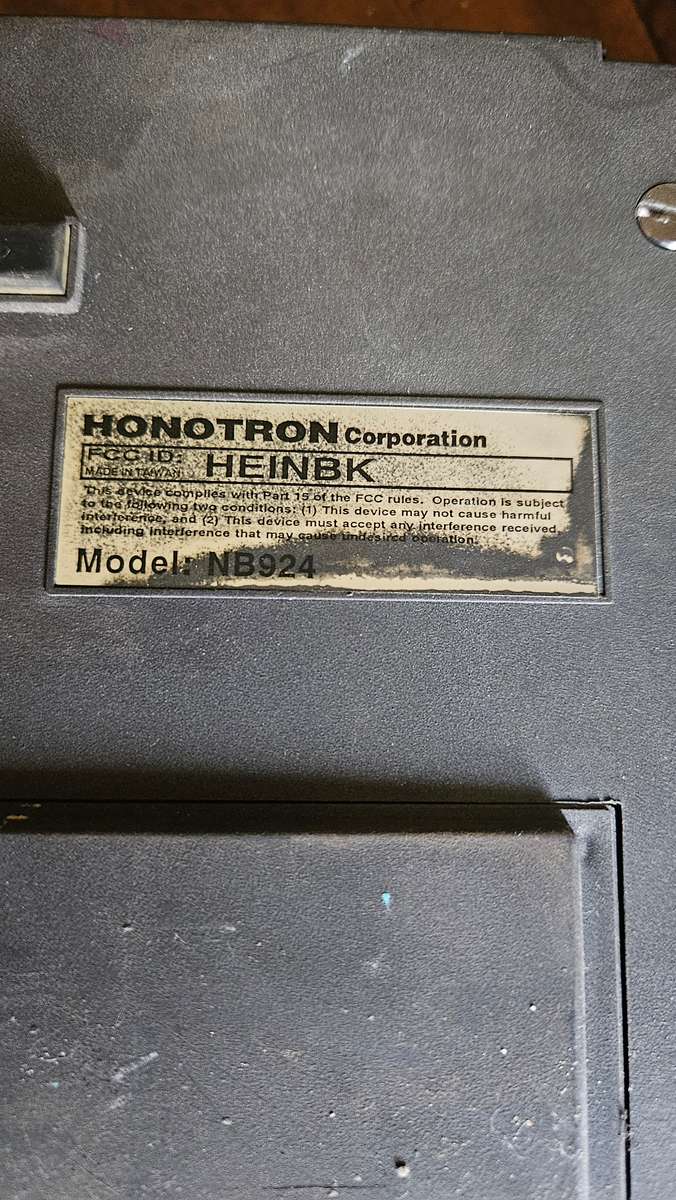 HONOTRON Corporation
FCC ID: HEINBK
MADE IN TAIWAN
This device complies with Part 15 of the FCC rules. Operation is subject
to the following two conditions: (1) This device may not cause harmful
interference, and (2) This device must accept any interference received,
including interference that may cause undesired operation.
Model: NB924